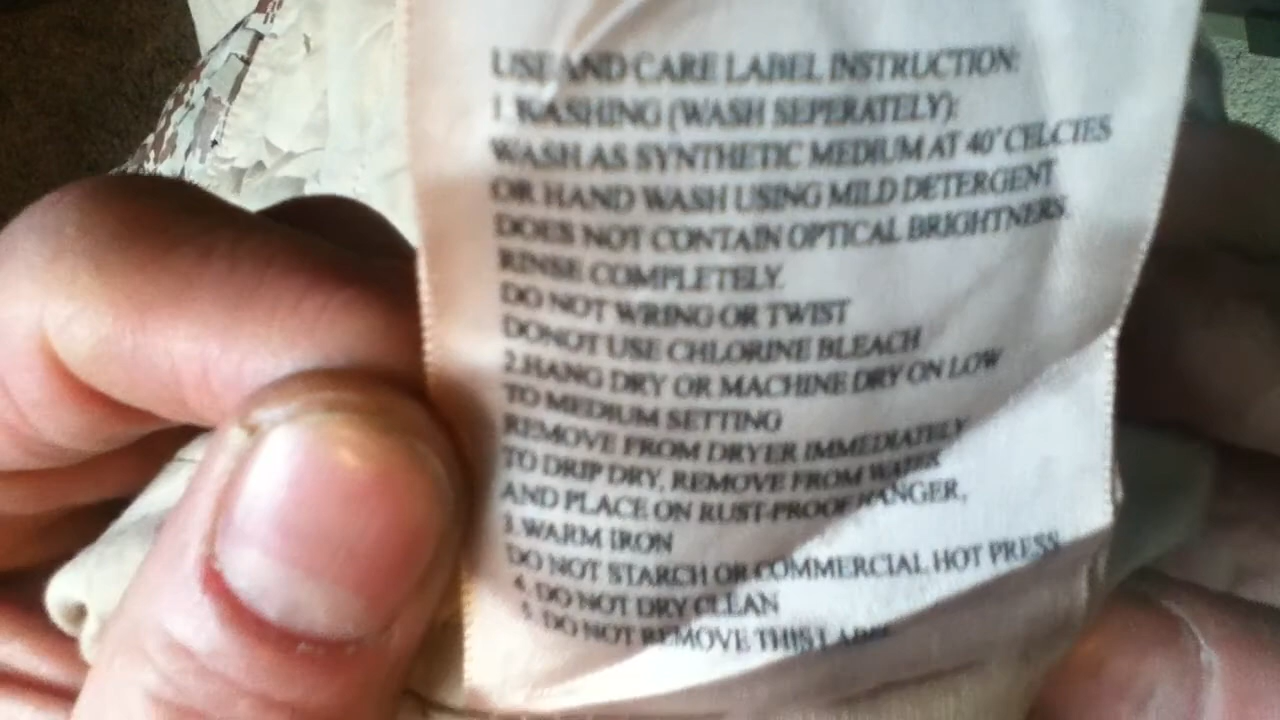 USE AND CARE LABEL INSTRUCTION:
1. WASHING (WASH SEPERATELY):
WASH AS SYNTHETIC MEDIUM AT 40° CELCIES
OR HAND WASH USING MILD DETERGENT
DOES NOT CONTAIN OPTICAL BRIGHTNERS.
RINSE COMPLETELY.
DO NOT WRING OR TWIST
DONOT USE CHLORINE BLEACH
2.HANG DRY OR MACHINE DRY ON LOW
TO MEDIUM SETTING
REMOVE FROM DRYER IMMEDIATELY
TO DRIP DRY, REMOVE FROM WATER
AND PLACE ON RUST-PROOF HANGER,
3.WARM IRON
DO NOT STARCH OR COMMERCIAL HOT PRESS
4. DO NOT DRY CLEAN
5. DO NOT REMOVE THIS LABEL